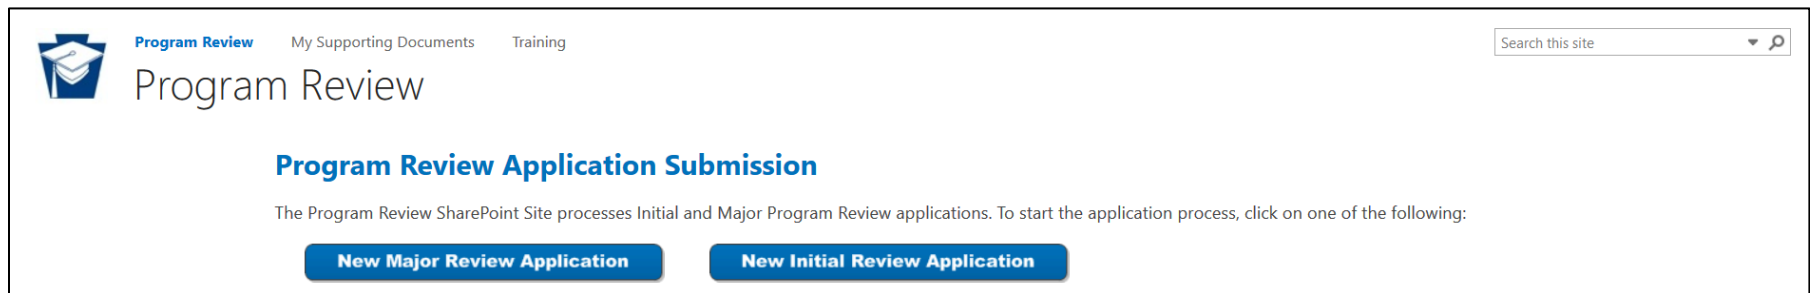 Program Review My Supporting Documents Training
Search this site
Program Review
Program Review Application Submission
The Program Review SharePoint Site processes Initial and Major Program Review applications. To start the application process, click on one of the following:
New Major Review Application New Initial Review Application